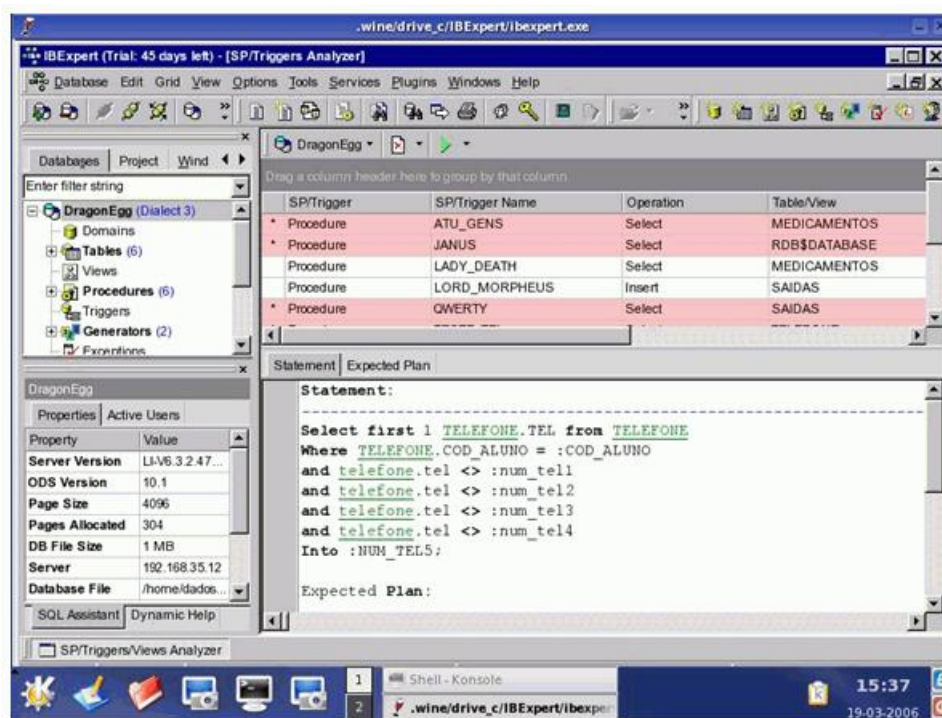 .wine/drive_c/IBExpert/ibexpert.exe
IBExpert (Trial: 45 days left) - [SP/Triggers Analyzer]
Database Edit Grid View Options Tools Services Plugins Windows Help
Databases Project Wind
Enter filter string
DragonEgg (Dialect 3)
Domains
Tables (6)
Views
Procedures (6)
Triggers
Generators (2)
Exceptions
DragonEgg
Properties Active Users
Property Value
Server Version LI-V6.3.2.47...
ODS Version 10.1
Page Size 4096
Pages Allocated 304
DB File Size 1 MB
Server 192.168.35.12
Database File /home/dados...
SQL Assistant Dynamic Help
DragonEgg
Drag a column header here to group by that column
SP/Trigger SP/Trigger Name Operation Table/View
* Procedure ATU_GENS Select MEDICAMENTOS
* Procedure JANUS Select RDB$DATABASE
Procedure LADY_DEATH Select MEDICAMENTOS
Procedure LORD_MORPHEUS Insert SAIDAS
* Procedure QWERTY Select SAIDAS
Statement Expected Plan
Statement:
Select first 1 TELEFONE.TEL from TELEFONE
Where TELEFONE.COD_ALUNO = :COD_ALUNO
and telefone.tel <> :num_tel1
and telefone.tel <> :num_tel2
and telefone.tel <> :num_tel3
and telefone.tel <> :num_tel4
Into :NUM_TEL5;
Expected Plan:
SP/Triggers/Views Analyzer
1
2
Shell - Konsole
.wine/drive_c/IBExpert/ibexper
15:37
19-03-2006